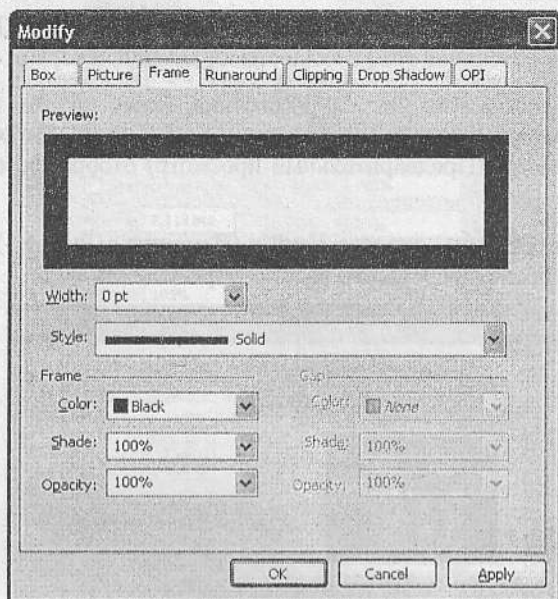 Modify
Box Picture Frame Runaround Clipping Drop Shadow OPI
Preview:
Width: 0 pt
Style: Solid
Frame Gap
Color: Black Color: None
Shade: 100% Shade: 100%
Opacity: 100% Opacity: 100%
OK Cancel Apply